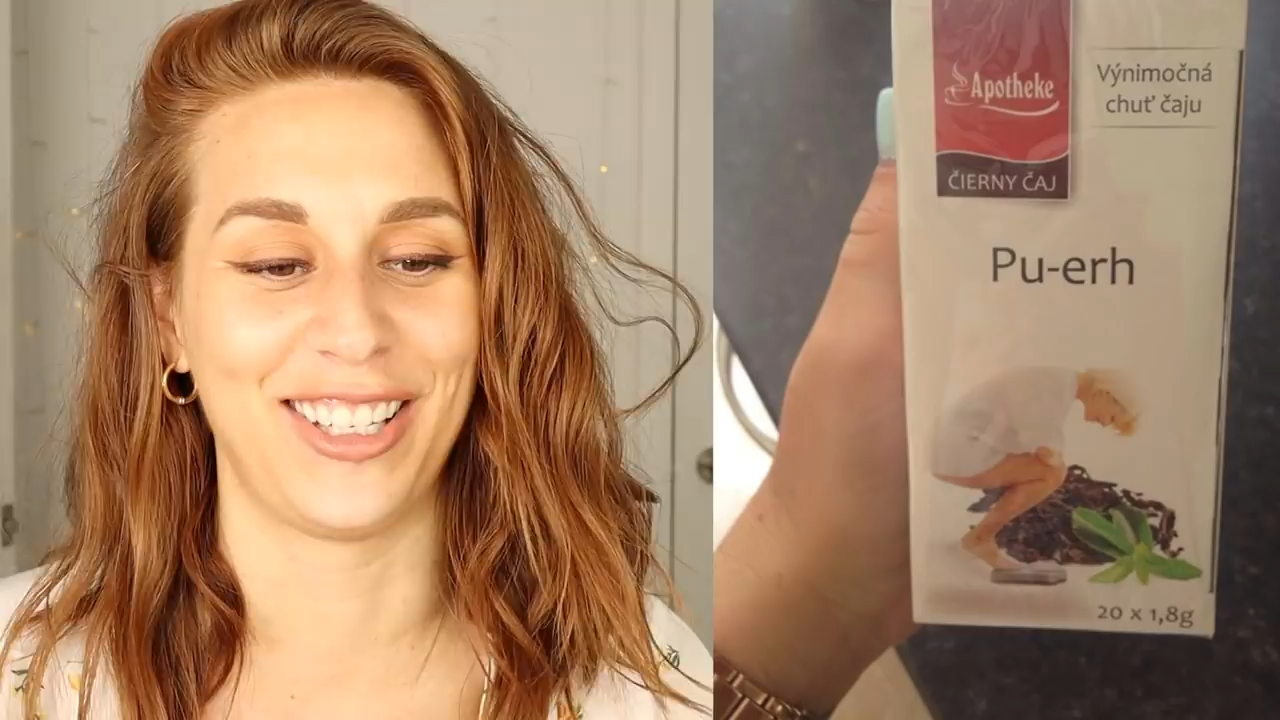 Apotheke
ČIERNY ČAJ
Výnimočná
chuť čaju
Pu-erh
20 x 1,8g